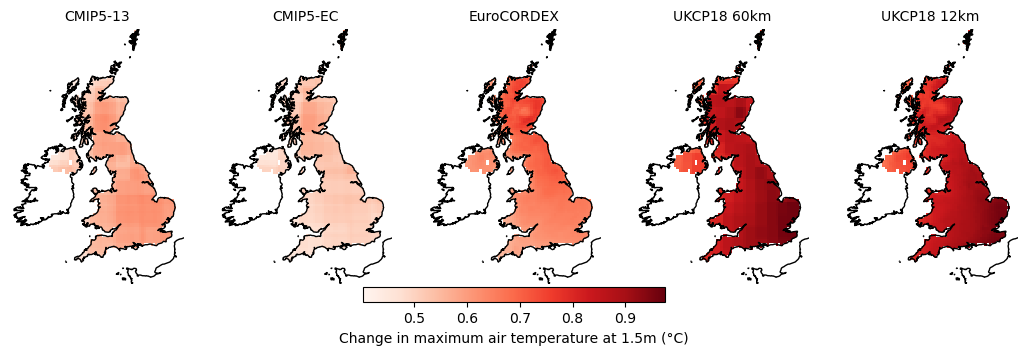 CMIP5-13 CMIP5-EC EuroCORDEX UKCP18 60km UKCP18 12km
0.5 0.6 0.7 0.8 0.9
Change in maximum air temperature at 1.5m (°C)